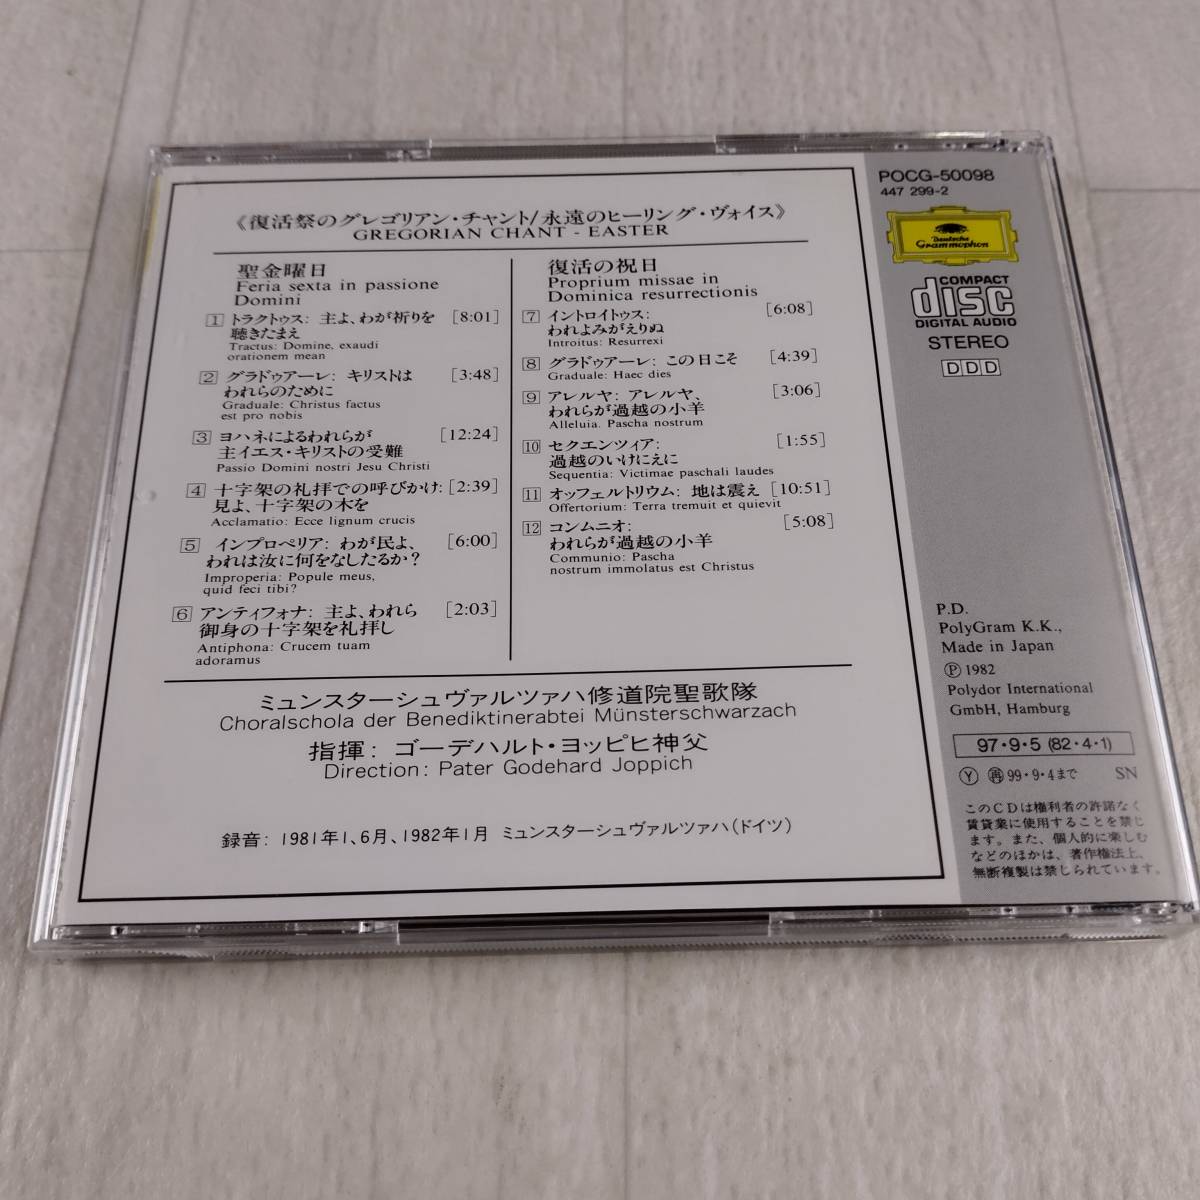 《復活祭のグレゴリアン・チャント/永遠のヒーリング・ヴォイス》
GREGORIAN CHANT - EASTER
聖金曜日
Feria sexta in passione
Domini
1 トラクトゥス: 主よ、わが祈りを [8:01]
聴きたまえ
Tractus: Domine, exaudi
orationem mean
2 グラドゥアーレ: キリストは [3:48]
われらのために
Graduale: Christus factus
est pro nobis
3 ヨハネによるわれらが [12:24]
主イエス・キリストの受難
Passio Domini nostri Jesu Christi
4 十字架の礼拝での呼びかけ: [2:39]
見よ、十字架の木を
Acclamatio: Ecce lignum crucis
5 インプロペリア: わが民よ、 [6:00]
われは汝に何をなしたるか?
Improperia: Popule meus,
quid feci tibi?
6 アンティフォナ: 主よ、われら [2:03]
御身の十字架を礼拝し
Antiphona: Crucem tuam
adoramus
復活の祝日
Proprium missae in
Dominica resurrectionis
7 イントロイトゥス: [6:08]
われよみがえりぬ
Introitus: Resurrexi
8 グラドゥアーレ: この日こそ [4:39]
Graduale: Haec dies
9 アレルヤ: アレルヤ、 [3:06]
われらが過越の小羊
Alleluia. Pascha nostrum
10 セクエンツィア: [1:55]
過越のいけにえに
Sequentia: Victimae paschali laudes
11 オッフェルトリウム: 地は震え [10:51]
Offertorium: Terra tremuit et quievit
12 コンムニオ: [5:08]
われらが過越の小羊
Communio: Pascha
nostrum immolatus est Christus
ミュンスターシュヴァルツァハ修道院聖歌隊
Choralschola der Benediktinerabtei Münsterschwarzach
指揮: ゴーデハルト・ヨッピヒ神父
Direction: Pater Godehard Joppich
録音: 1981年1、6月、1982年1月 ミュンスターシュヴァルツァハ(ドイツ)
POCG-50098
447 299-2
Deutsche
Grammophon
COMPACT
disc
DIGITAL AUDIO
STEREO
DDD
P.D.
PolyGram K.K.,
Made in Japan
Ⓟ 1982
Polydor International
GmbH, Hamburg
97・9・5 (82・4・1)
Ⓨ 再 99・9・4まで SN
このCDは権利者の許諾なく
賃貸業に使用することを禁じ
ます。また、個人的に楽しむ
などのほかは、著作権法上、
無断複製は禁じられています。